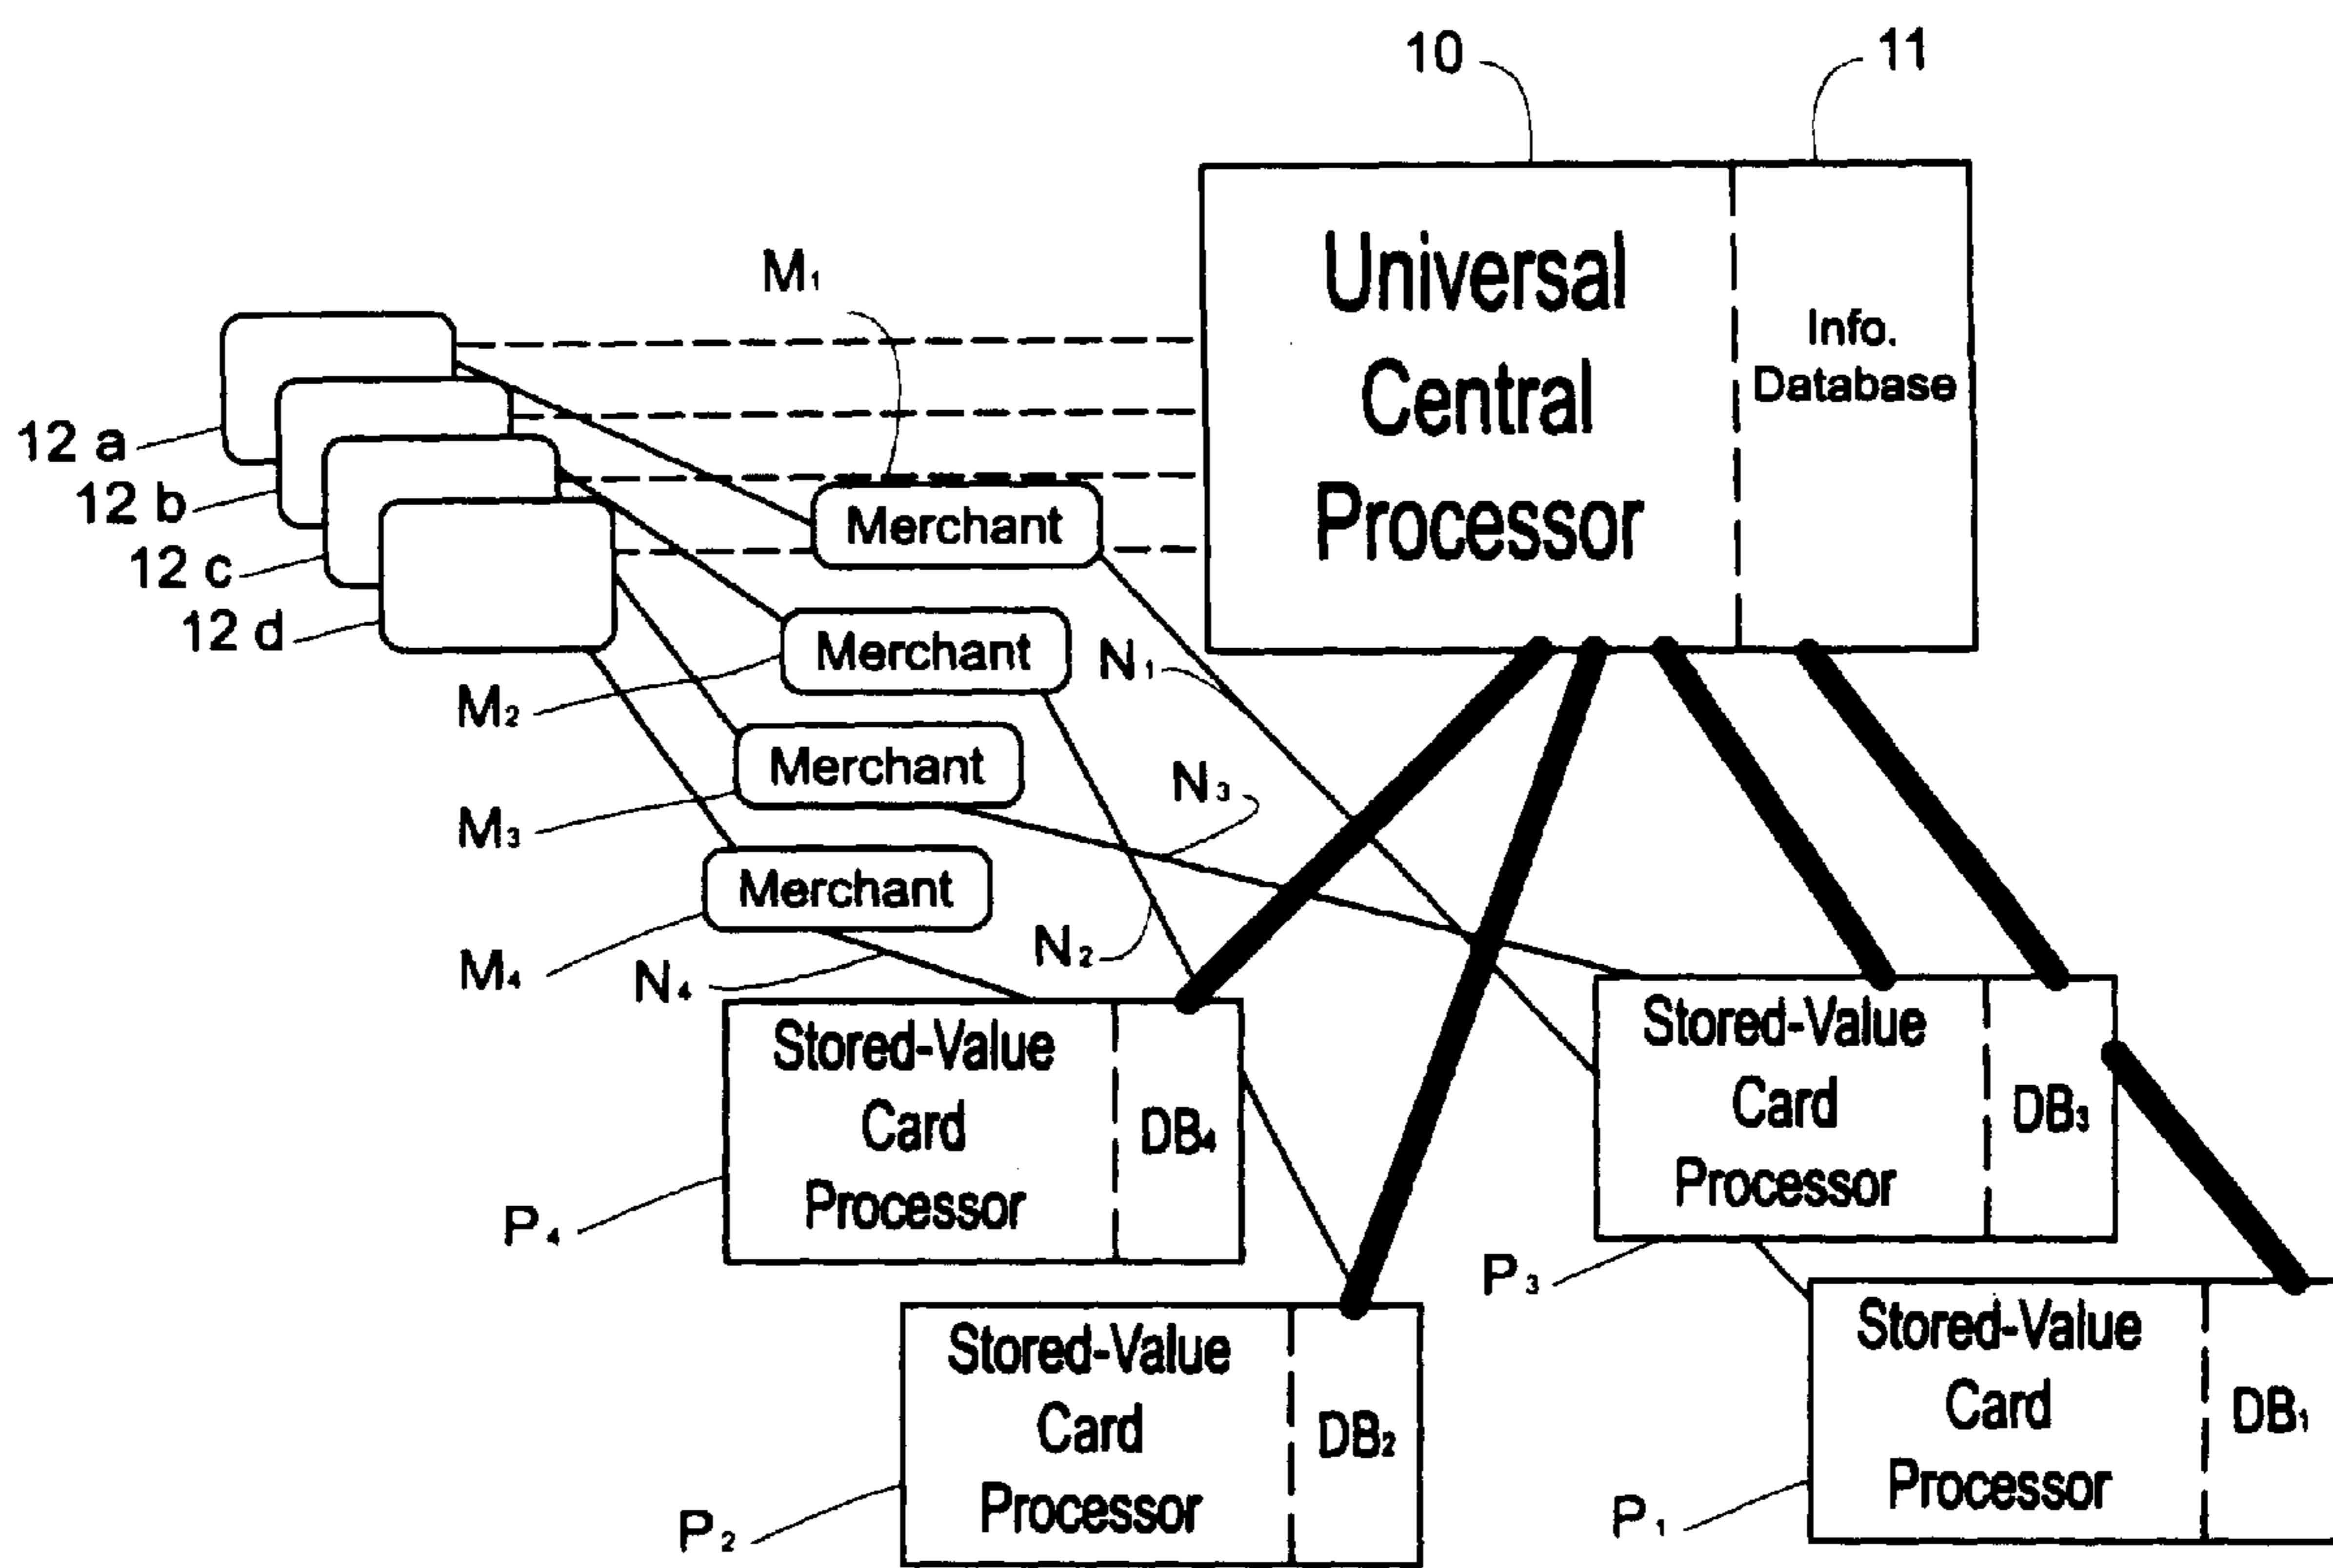 10
11
Universal
Central
Processor
Info.
Database
M₁
12 a
12 b
12 c
12 d
Merchant
Merchant
Merchant
Merchant
M₂
M₃
M₄
N₁
N₃
N₂
N₄
Stored-Value
Card
Processor
DB₄
P₄
Stored-Value
Card
Processor
DB₃
P₃
Stored-Value
Card
Processor
DB₂
P₂
Stored-Value
Card
Processor
DB₁
P₁